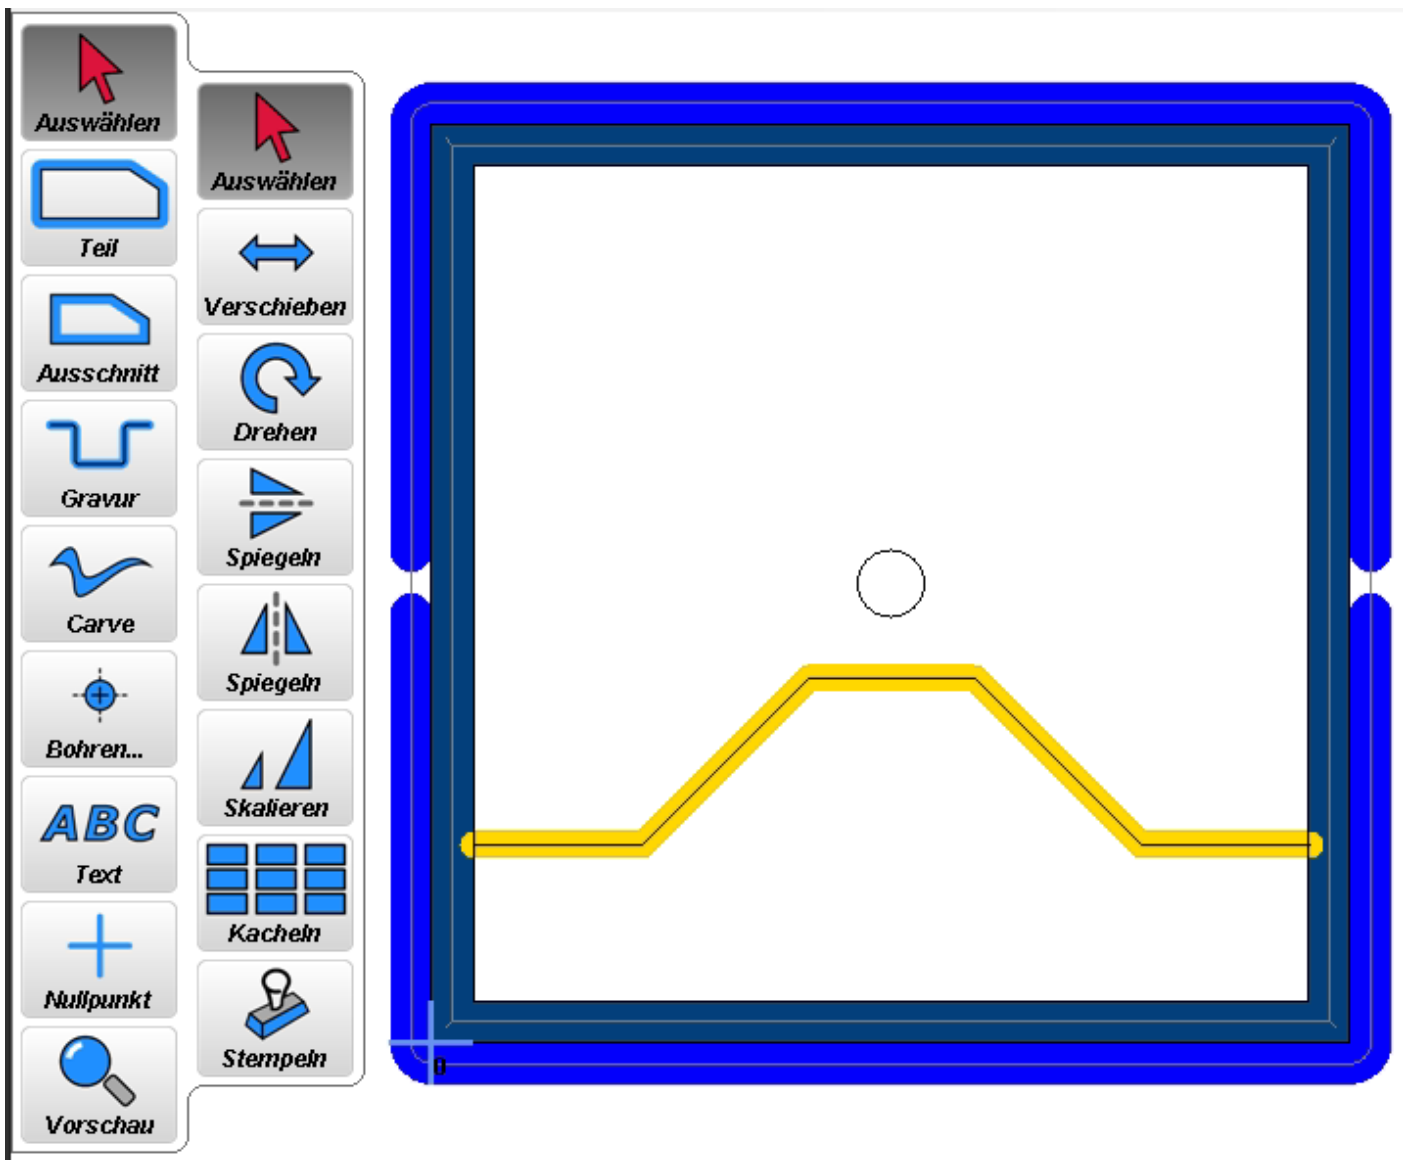 Auswählen
Teil
Ausschnitt
Gravur
Carve
Bohren...
ABC
Text
Nullpunkt
Vorschau
Auswählen
Verschieben
Drehen
Spiegeln
Spiegeln
Skalieren
Kacheln
Stempeln
0